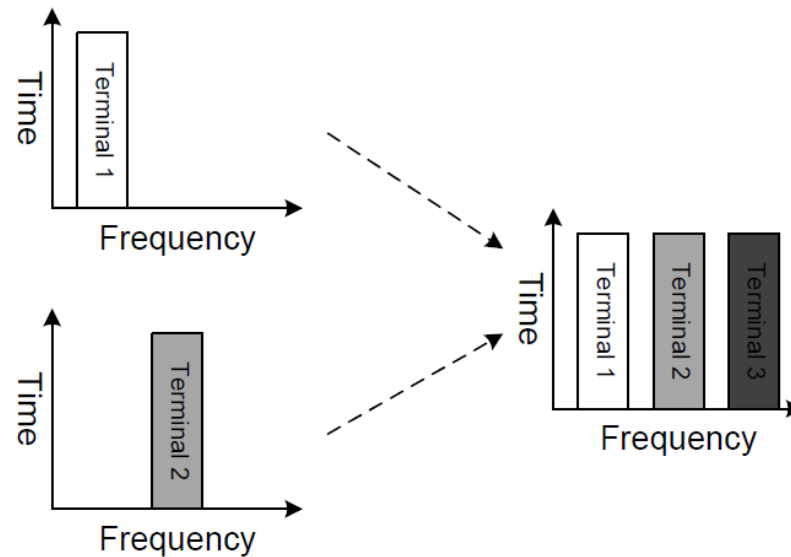 Time
Terminal 1
Frequency
Time
Terminal 2
Frequency
Time
Terminal 1
Terminal 2
Terminal 3
Frequency